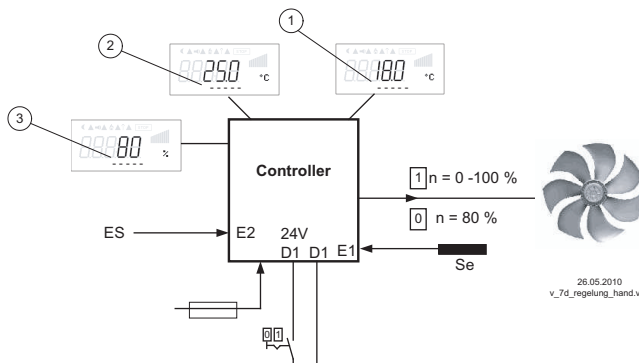 1
2
25.0 °C
18.0 °C
3
80 %
Controller
1 n = 0 -100 %
0 n = 80 %
ES
E2
24V
D1 D1
E1
Se
0 1
26.05.2010
v_7d_regelung_hand.v